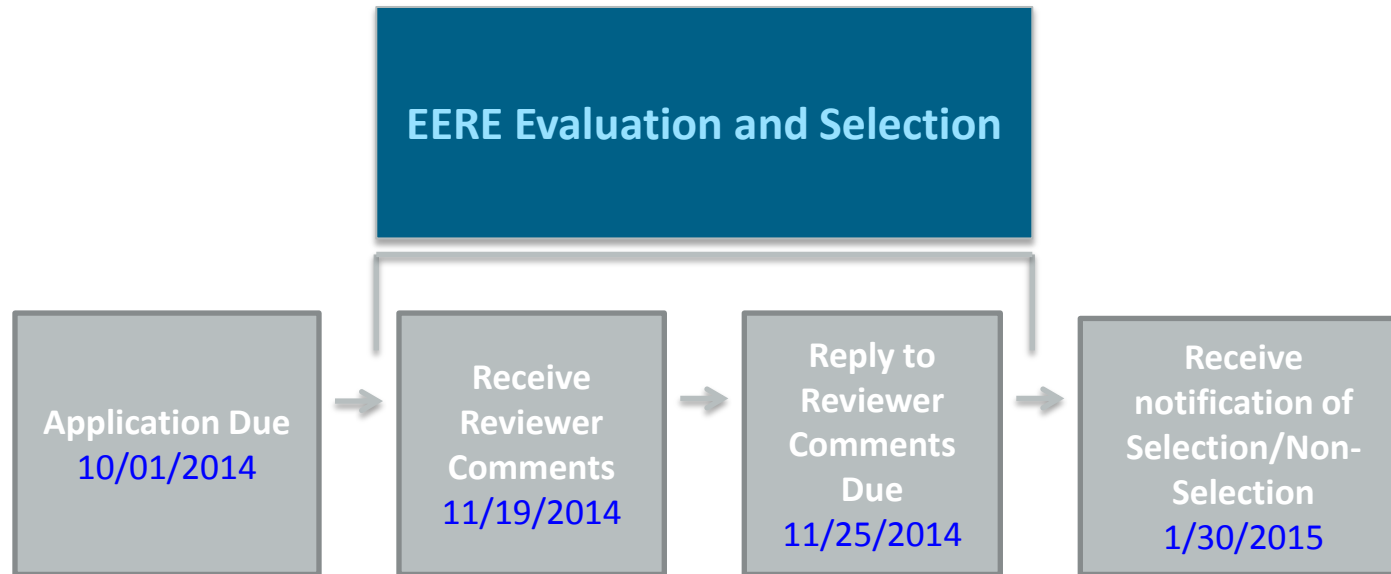 EERE Evaluation and Selection
Application Due
10/01/2014
Receive
Reviewer
Comments
11/19/2014
Reply to
Reviewer
Comments
Due
11/25/2014
Receive
notification of
Selection/Non-
Selection
1/30/2015